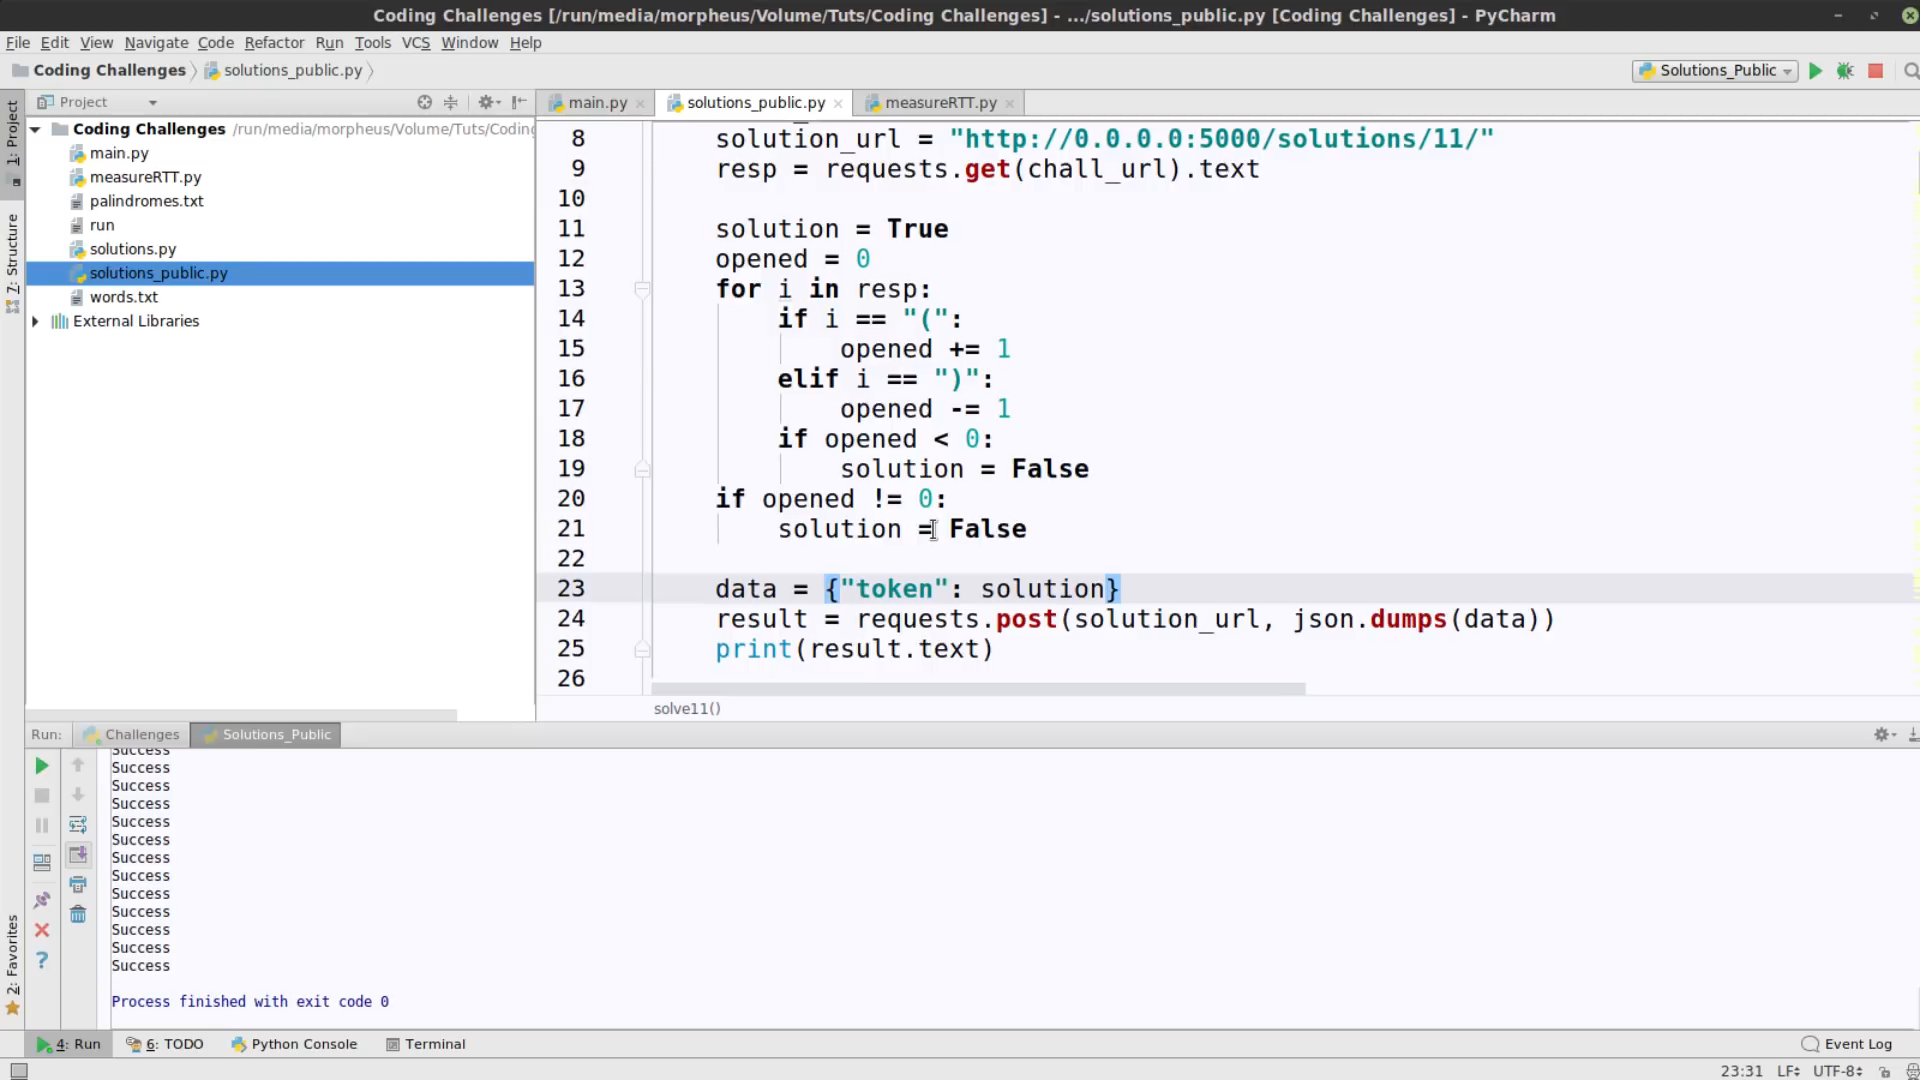 Coding Challenges [/run/media/morpheus/Volume/Tuts/Coding Challenges] - .../solutions_public.py [Coding Challenges] - PyCharm
File Edit View Navigate Code Refactor Run Tools VCS Window Help
Coding Challenges solutions_public.py
Solutions_Public
1: Project
7: Structure
2: Favorites
Project
Coding Challenges /run/media/morpheus/Volume/Tuts/Coding
main.py
measureRTT.py
palindromes.txt
run
solutions.py
solutions_public.py
words.txt
External Libraries
main.py solutions_public.py measureRTT.py
8 solution_url = "http://0.0.0.0:5000/solutions/11/"
9 resp = requests.get(chall_url).text
10
11 solution = True
12 opened = 0
13 for i in resp:
14 if i == "(":
15 opened += 1
16 elif i == ")":
17 opened -= 1
18 if opened < 0:
19 solution = False
20 if opened != 0:
21 solution = False
22
23 data = {"token": solution}
24 result = requests.post(solution_url, json.dumps(data))
25 print(result.text)
26
solve11()
Run: Challenges Solutions_Public
Success
Success
Success
Success
Success
Success
Success
Success
Success
Success
Success
Success
Success
Process finished with exit code 0
4: Run 6: TODO Python Console Terminal Event Log
23:31 LF UTF-8